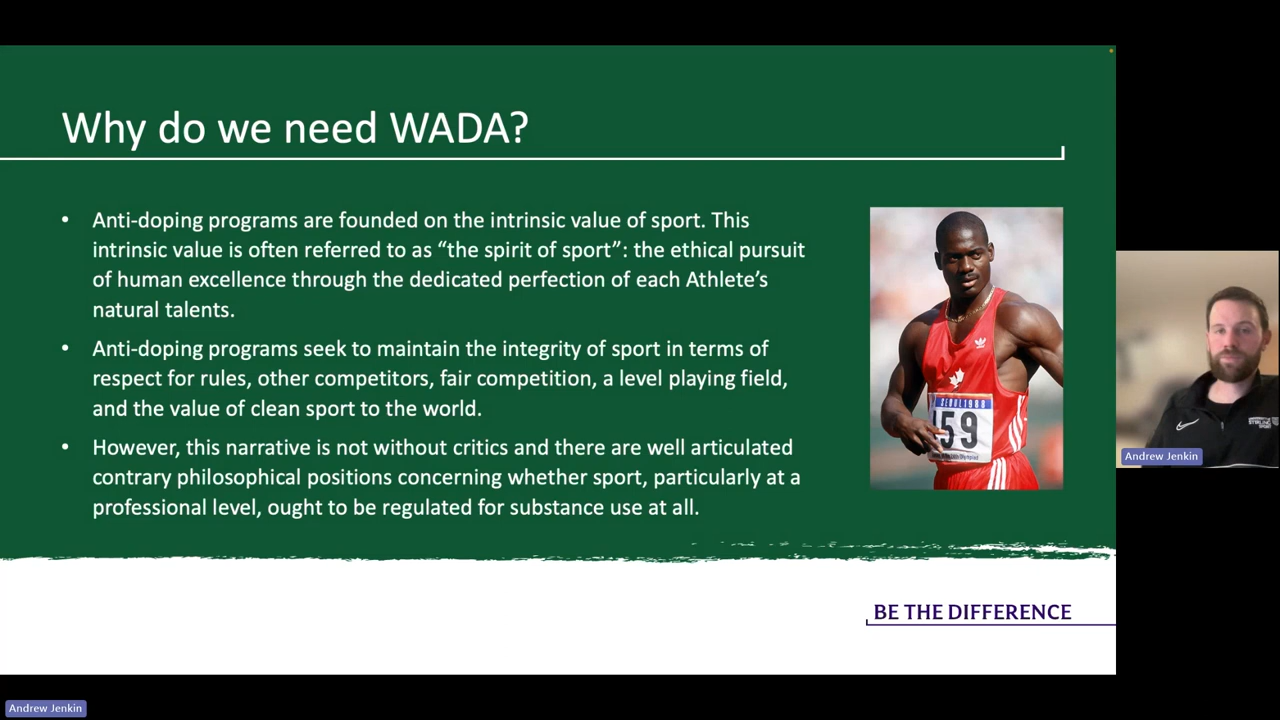 Why do we need WADA?
• Anti-doping programs are founded on the intrinsic value of sport. This
intrinsic value is often referred to as “the spirit of sport”: the ethical pursuit
of human excellence through the dedicated perfection of each Athlete’s
natural talents.
• Anti-doping programs seek to maintain the integrity of sport in terms of
respect for rules, other competitors, fair competition, a level playing field,
and the value of clean sport to the world.
• However, this narrative is not without critics and there are well articulated
contrary philosophical positions concerning whether sport, particularly at a
professional level, ought to be regulated for substance use at all.
SEOUL 1988
159
BE THE DIFFERENCE
STIRLING
SPORT
Andrew Jenkin
Andrew Jenkin